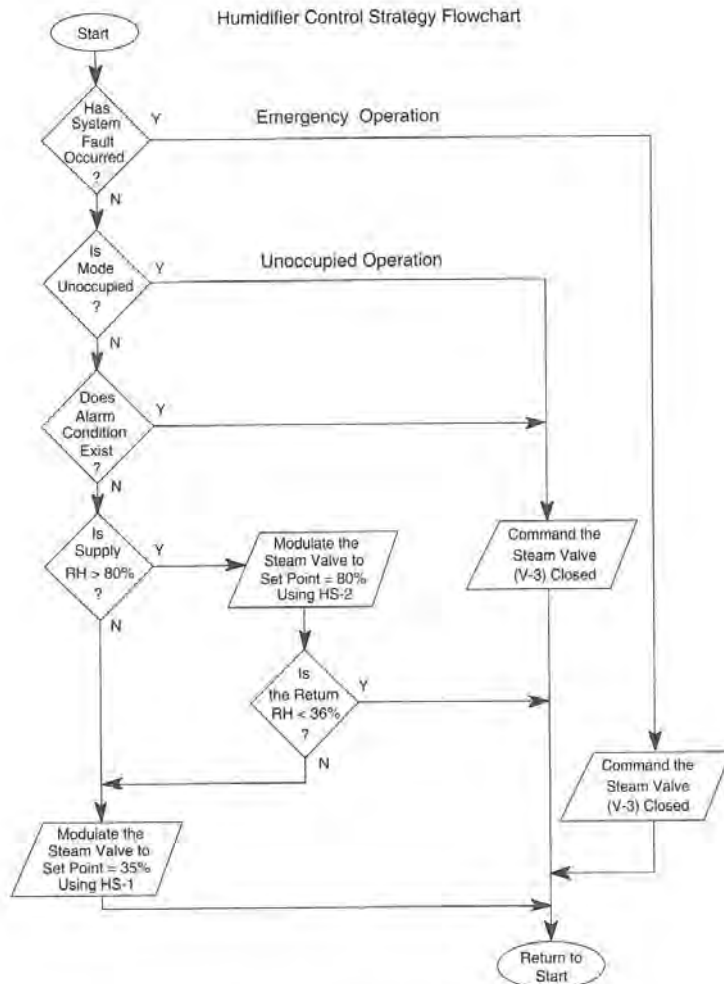 Humidifier Control Strategy Flowchart
Start
Has
System
Fault
Occurred
?
Y
Emergency Operation
N
Is
Mode
Unoccupied
?
Y
Unoccupied Operation
N
Does
Alarm
Condition
Exist
?
Y
N
Is
Supply
RH > 80%
?
Y
N
Modulate the
Steam Valve to
Set Point = 80%
Using HS-2
Command the
Steam Valve
(V-3) Closed
Is
the Return
RH < 36%
?
Y
N
Command the
Steam Valve
(V-3) Closed
Modulate the
Steam Valve to
Set Point = 35%
Using HS-1
Return to
Start